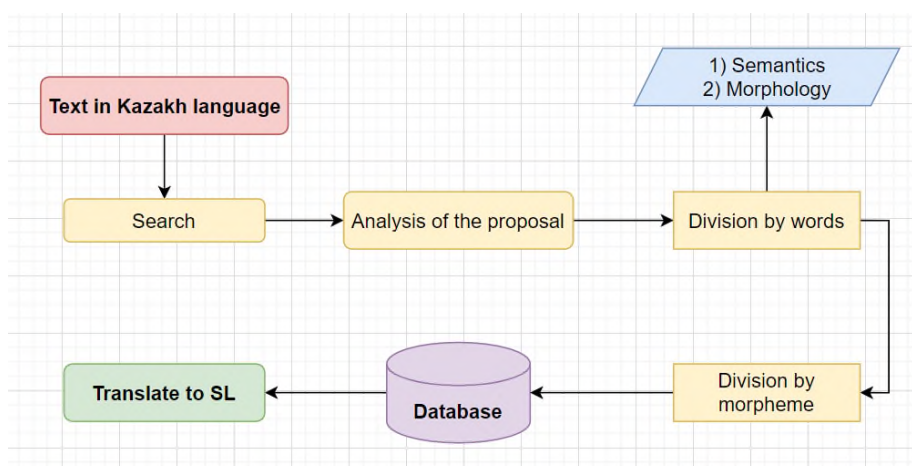 Text in Kazakh language
1) Semantics
2) Morphology
Search
Analysis of the proposal
Division by words
Translate to SL
Database
Division by
morpheme